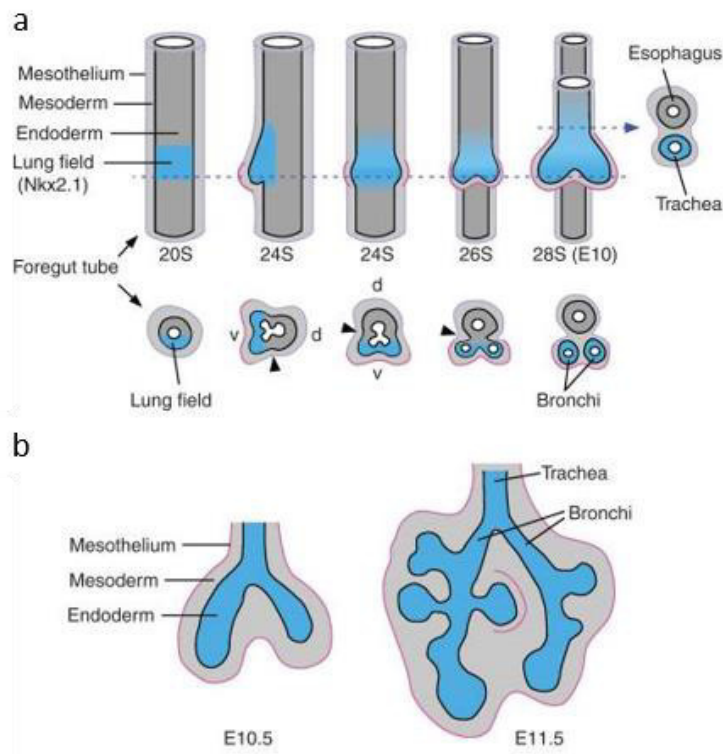 a
Esophagus
Mesothelium
Mesoderm
Endoderm
Lung field
(Nkx2.1)
Trachea
20S
24S
24S
26S
28S (E10)
Foregut tube
d
v
d
v
Lung field
Bronchi
b
Trachea
Bronchi
Mesothelium
Mesoderm
Endoderm
E10.5
E11.5